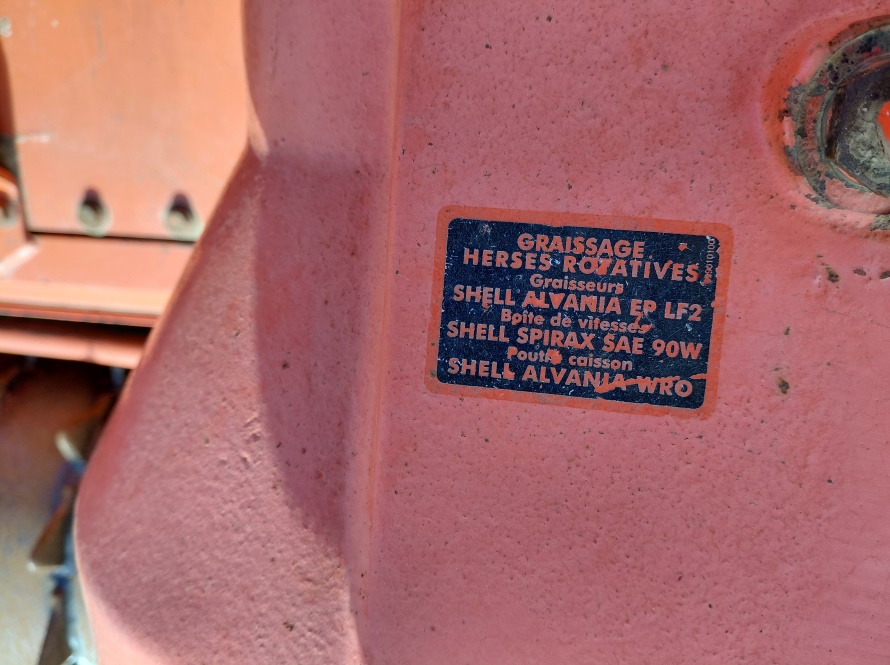 GRAISSAGE
HERSES ROTATIVES
Graisseurs
SHELL ALVANIA EP LF2
Boîte de vitesses
SHELL SPIRAX SAE 90W
Poutre caisson
SHELL ALVANIA WRO